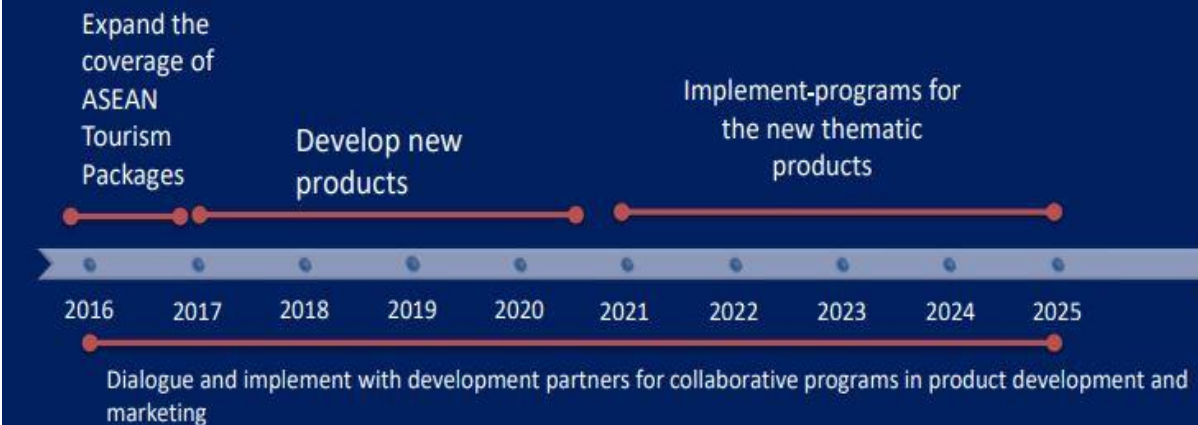 Expand the
coverage of
ASEAN
Tourism
Packages
Develop new
products
Implement-programs for
the new thematic
products
2016 2017 2018 2019 2020 2021 2022 2023 2024 2025
Dialogue and implement with development partners for collaborative programs in product development and
marketing